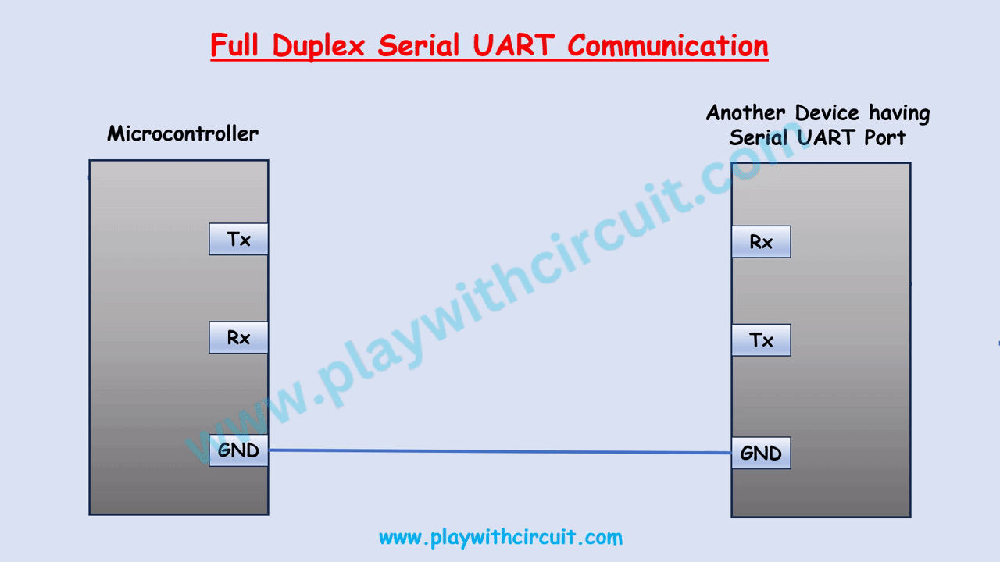 Full Duplex Serial UART Communication
Another Device having
Serial UART Port
Microcontroller
Tx
Rx
Rx
Tx
GND
GND
www.playwithcircuit.com
www.playwithcircuit.com